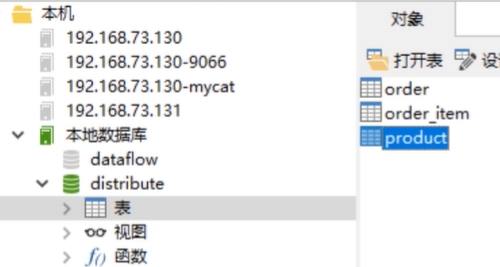 本机
192.168.73.130
192.168.73.130-9066
192.168.73.130-mycat
192.168.73.131
本地数据库
dataflow
distribute
表
视图
f() 函数
对象
打开表
order
order_item
product